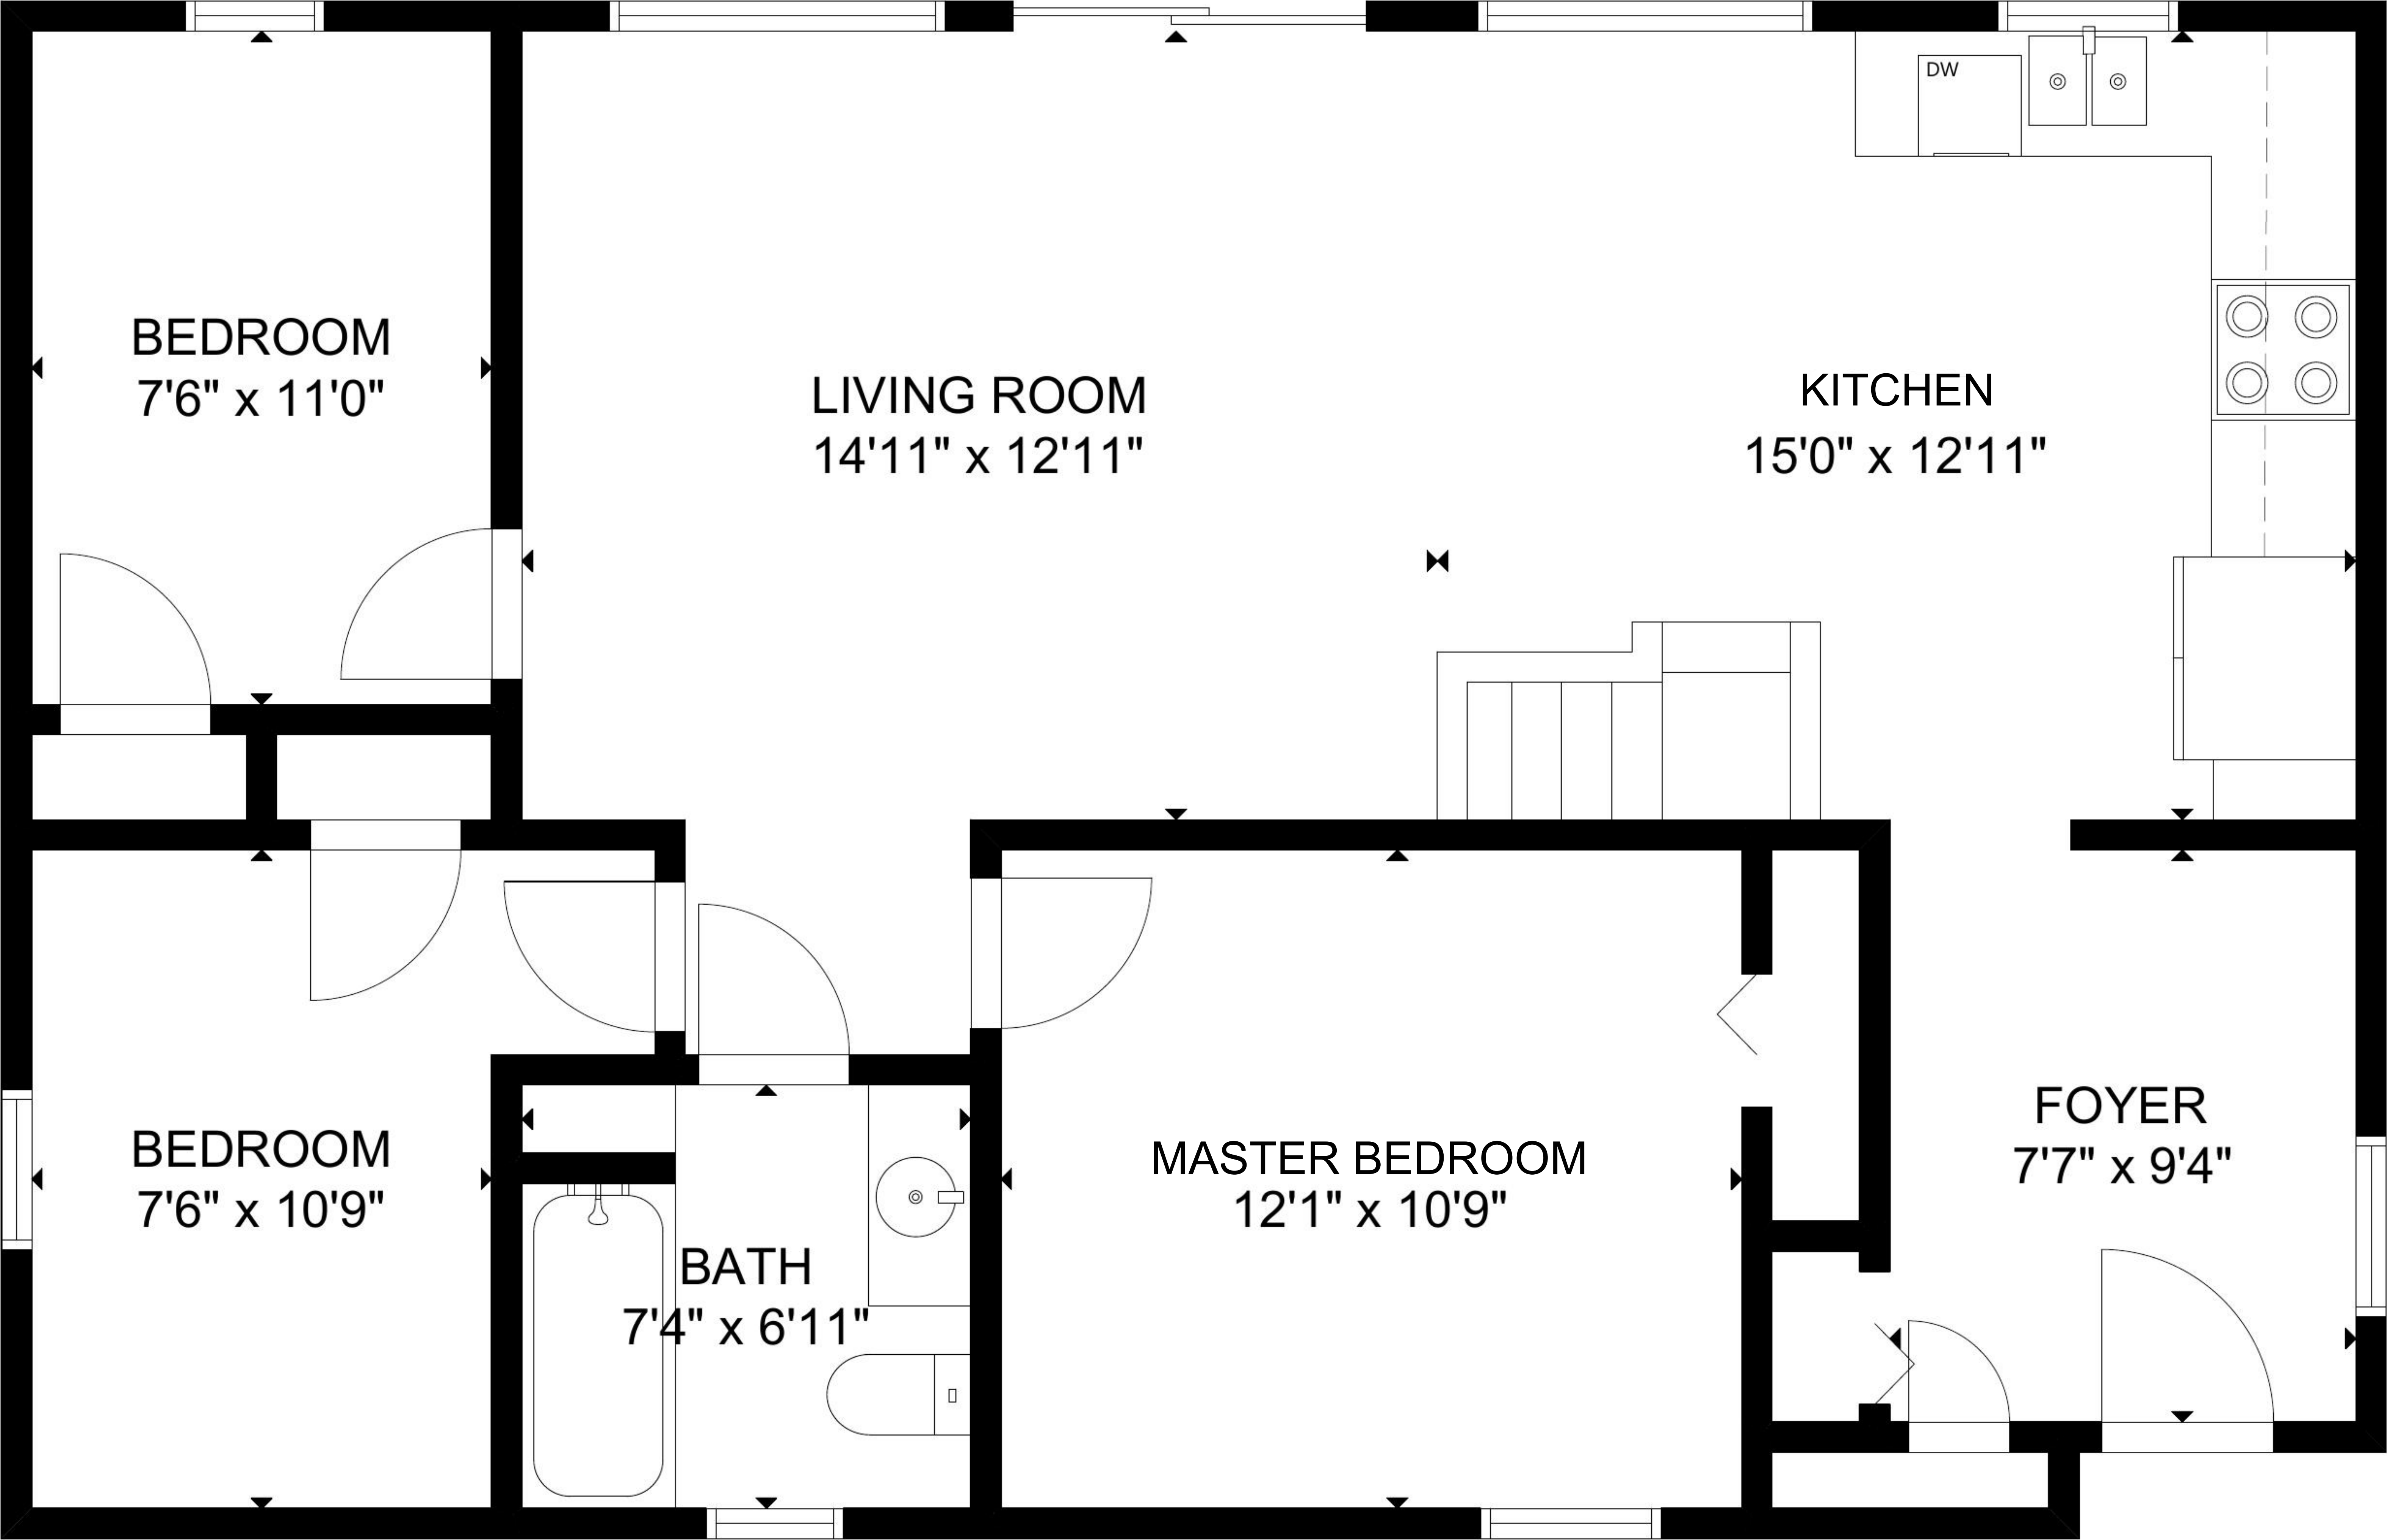 DW
BEDROOM
7'6" x 11'0"
LIVING ROOM
14'11" x 12'11"
KITCHEN
15'0" x 12'11"
BEDROOM
7'6" x 10'9"
BATH
7'4" x 6'11"
MASTER BEDROOM
12'1" x 10'9"
FOYER
7'7" x 9'4"